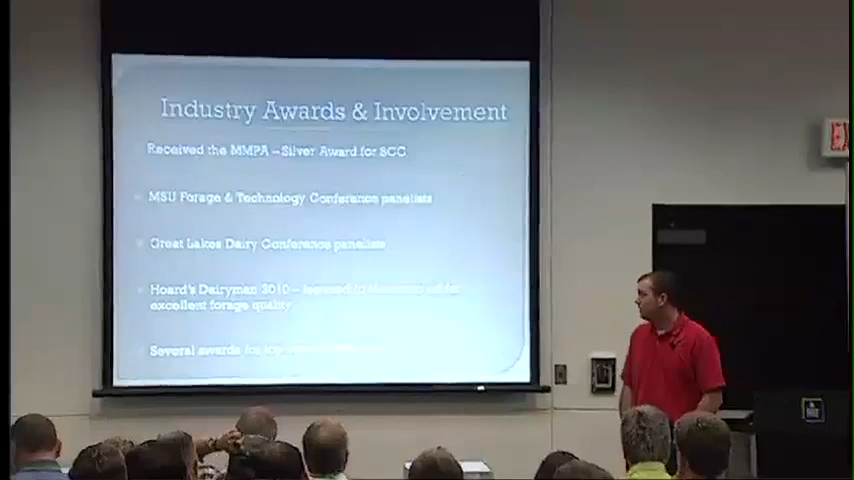 Industry Awards & Involvement
Received the MMPA – Silver Award for SCC
MSU Forage & Technology Conference panelists
Great Lakes Dairy Conference panelists
Hoard's Dairyman 2010 –
excellent forage quality
Several awards for top